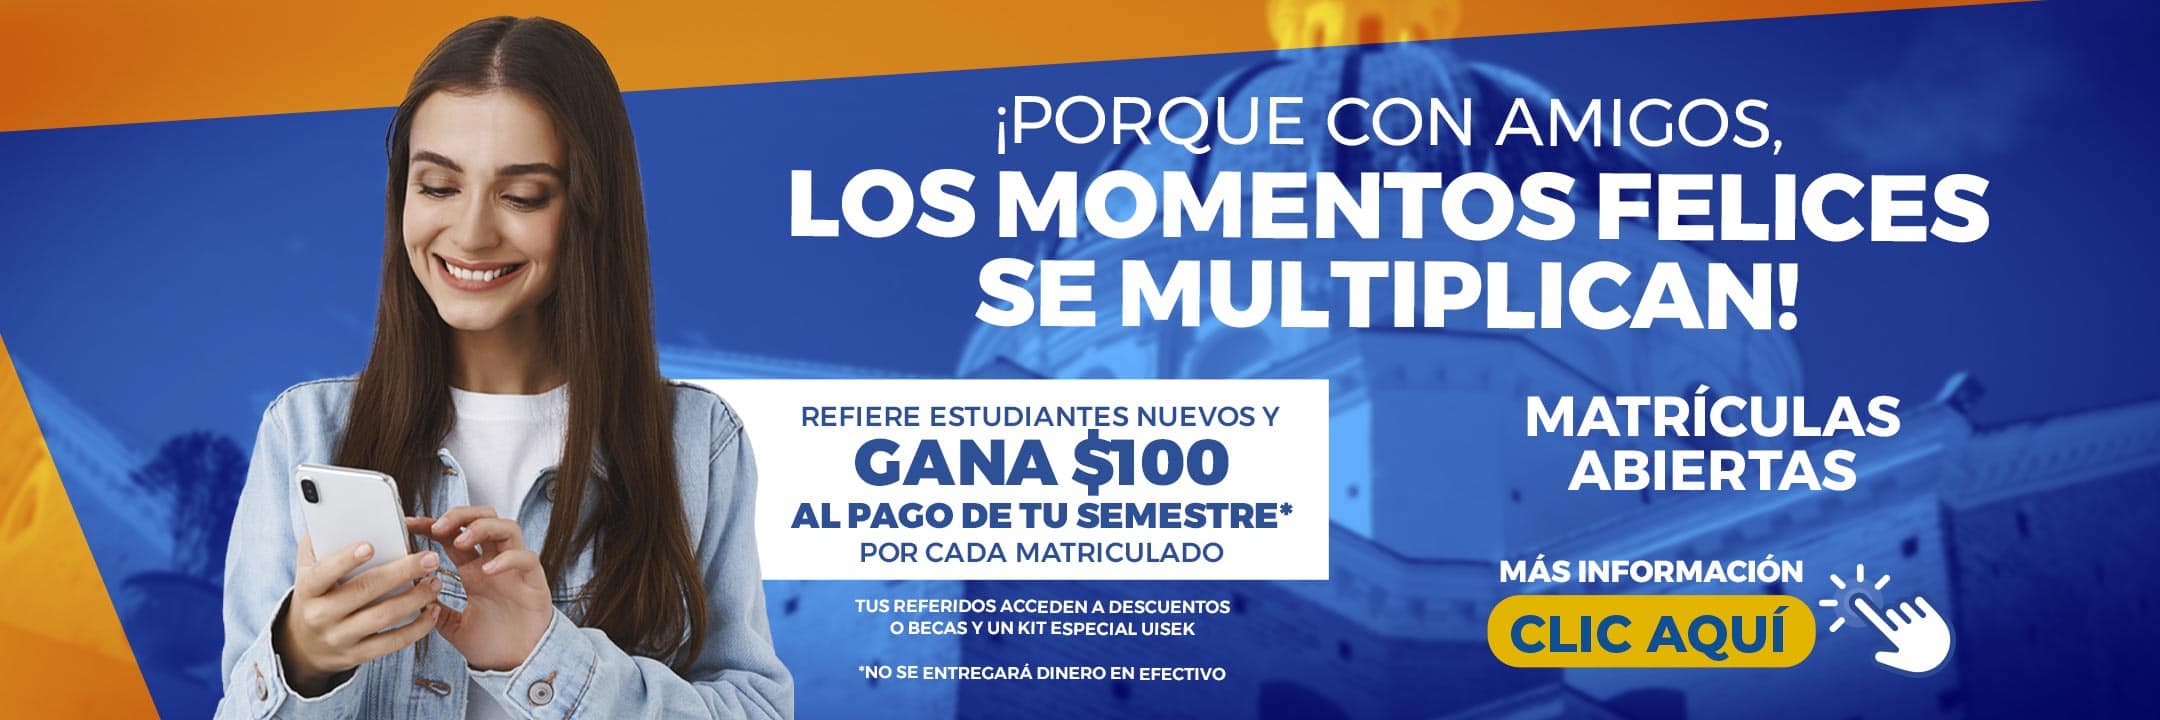 ¡PORQUE CON AMIGOS,
LOS MOMENTOS FELICES
SE MULTIPLICAN!
REFIERE ESTUDIANTES NUEVOS Y
GANA $100
AL PAGO DE TU SEMESTRE*
POR CADA MATRICULADO
TUS REFERIDOS ACCEDEN A DESCUENTOS
O BECAS Y UN KIT ESPECIAL UISEK
*NO SE ENTREGARÁ DINERO EN EFECTIVO
MATRÍCULAS
ABIERTAS
MÁS INFORMACIÓN
CLIC AQUÍ